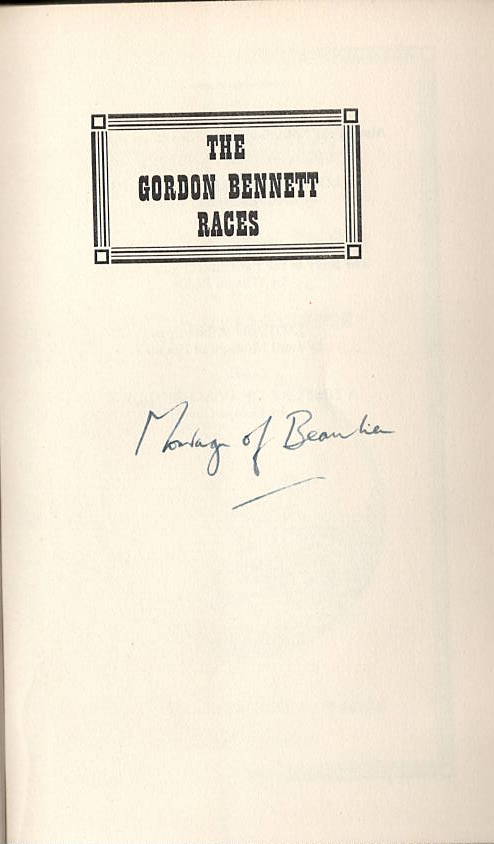 THE
GORDON BENNETT
RACES
Montagu of Beaulieu